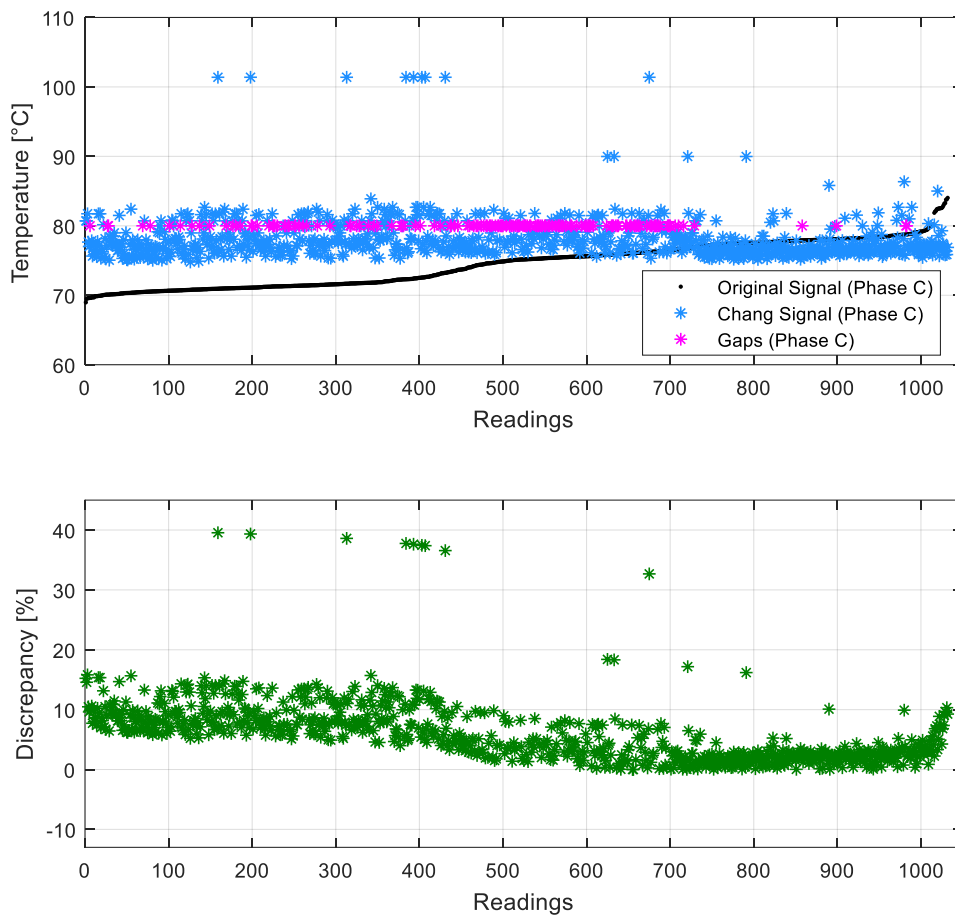 110
100
90
80
70
60
Temperature [°C]
0 100 200 300 400 500 600 700 800 900 1000
Readings
Original Signal (Phase C)
Chang Signal (Phase C)
Gaps (Phase C)
40
30
20
10
0
-10
Discrepancy [%]
0 100 200 300 400 500 600 700 800 900 1000
Readings